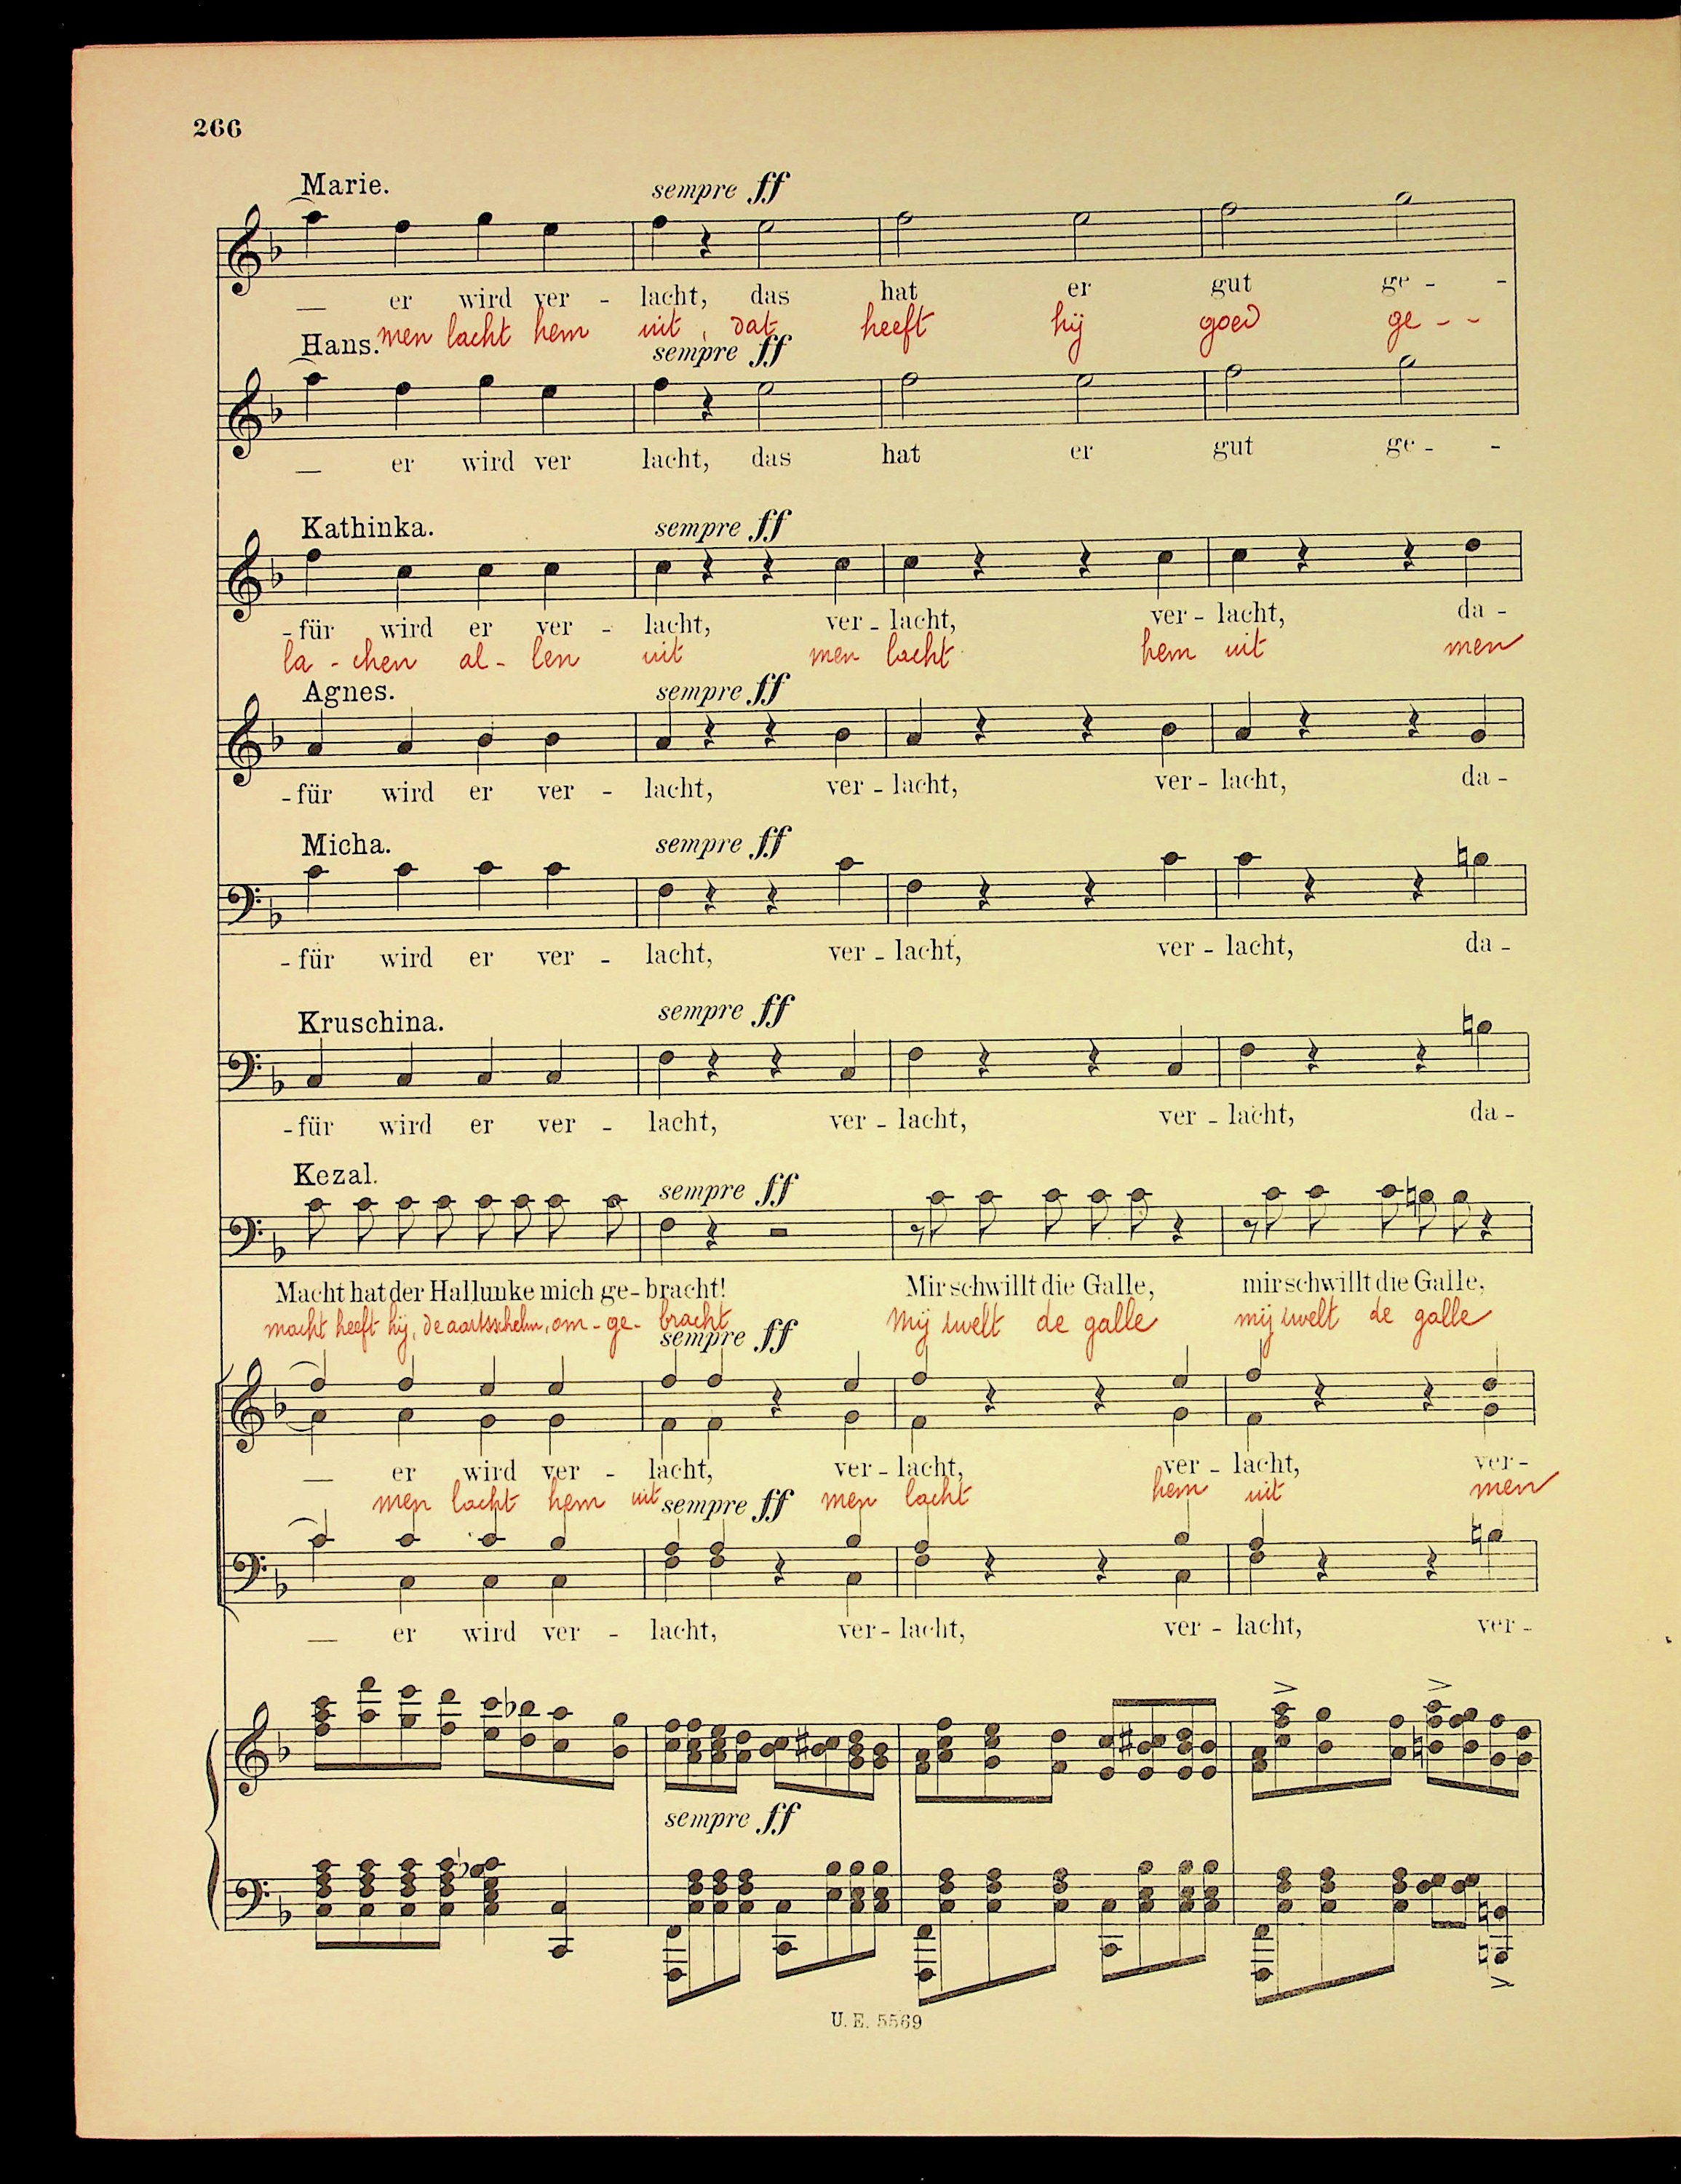 266
Marie.
sempre ff
er wird ver - lacht, das hat er gut ge - -
men lacht hem uit, dat heeft hij goed ge - -
Hans.
sempre ff
er wird ver lacht, das hat er gut ge - -
Kathinka.
sempre ff
- für wird er ver - lacht, ver - lacht, ver - lacht, da -
la - chen al - len uit men lacht hem uit men
Agnes.
sempre ff
- für wird er ver - lacht, ver - lacht, ver - lacht, da -
Micha.
sempre ff
- für wird er ver - lacht, ver - lacht, ver - lacht, da -
Kruschina.
sempre ff
- für wird er ver - lacht, ver - lacht, ver - lacht, da -
Kezal.
sempre ff
Macht hat der Hallunke mich ge - bracht! Mir schwillt die Galle, mir schwillt die Galle,
macht heeft hij, de aartsschelm, om - ge - bracht mij zwelt de galle mij zwelt de galle
sempre ff
er wird ver - lacht, ver - lacht, ver - lacht, ver -
men lacht hem uit men lacht hem uit men
sempre ff
er wird ver - lacht, ver - lacht, ver - lacht, ver -
sempre ff
U. E. 5569